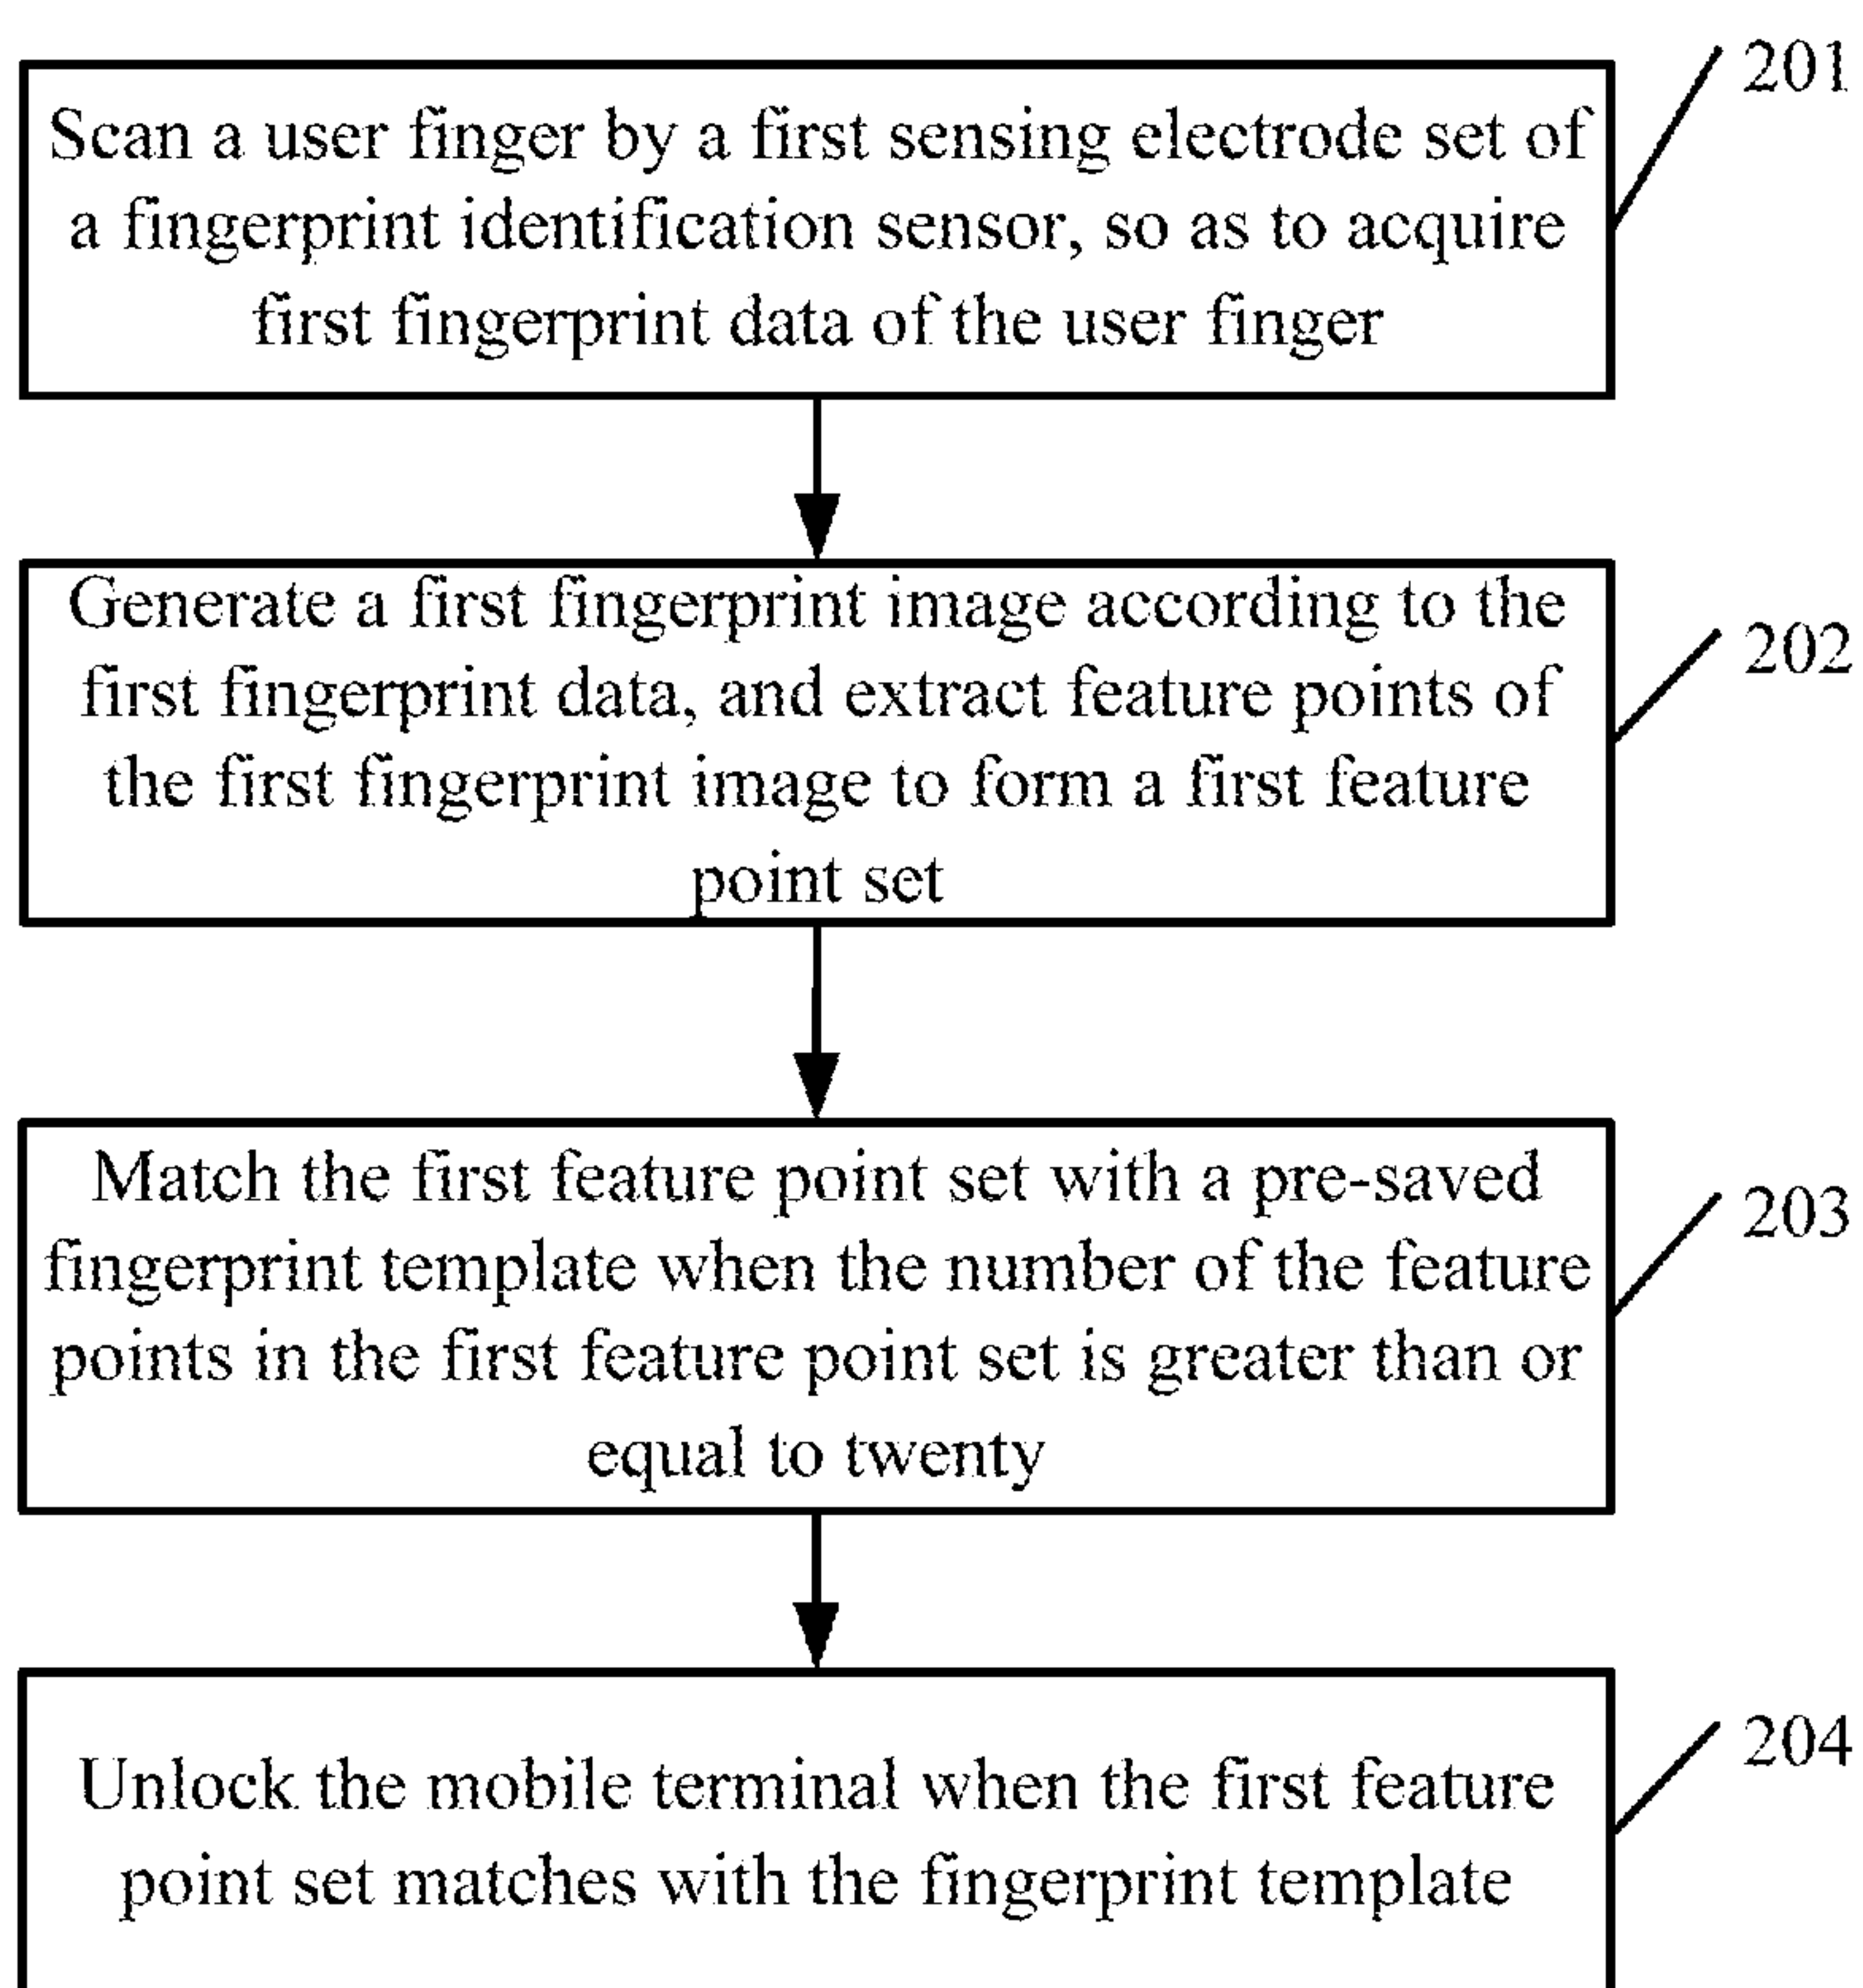 201
Scan a user finger by a first sensing electrode set of
a fingerprint identification sensor, so as to acquire
first fingerprint data of the user finger
202
Generate a first fingerprint image according to the
first fingerprint data, and extract feature points of
the first fingerprint image to form a first feature
point set
203
Match the first feature point set with a pre-saved
fingerprint template when the number of the feature
points in the first feature point set is greater than or
equal to twenty
204
Unlock the mobile terminal when the first feature
point set matches with the fingerprint template